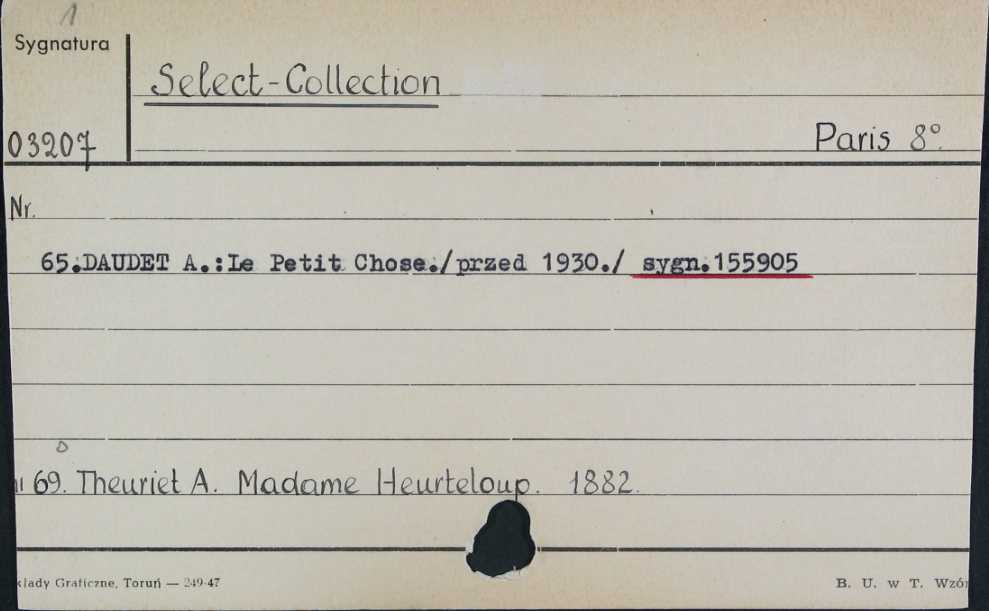 1
Sygnatura
Select-Collection
03207
Paris 8°.
Nr.
65.DAUDET A.:Le Petit Chose./przed 1930./ sygn.155905
69. Theuriet A. Madame Heurteloup. 1882.
kłady Graficzne, Toruń — 249-47
B. U. w T. Wzór